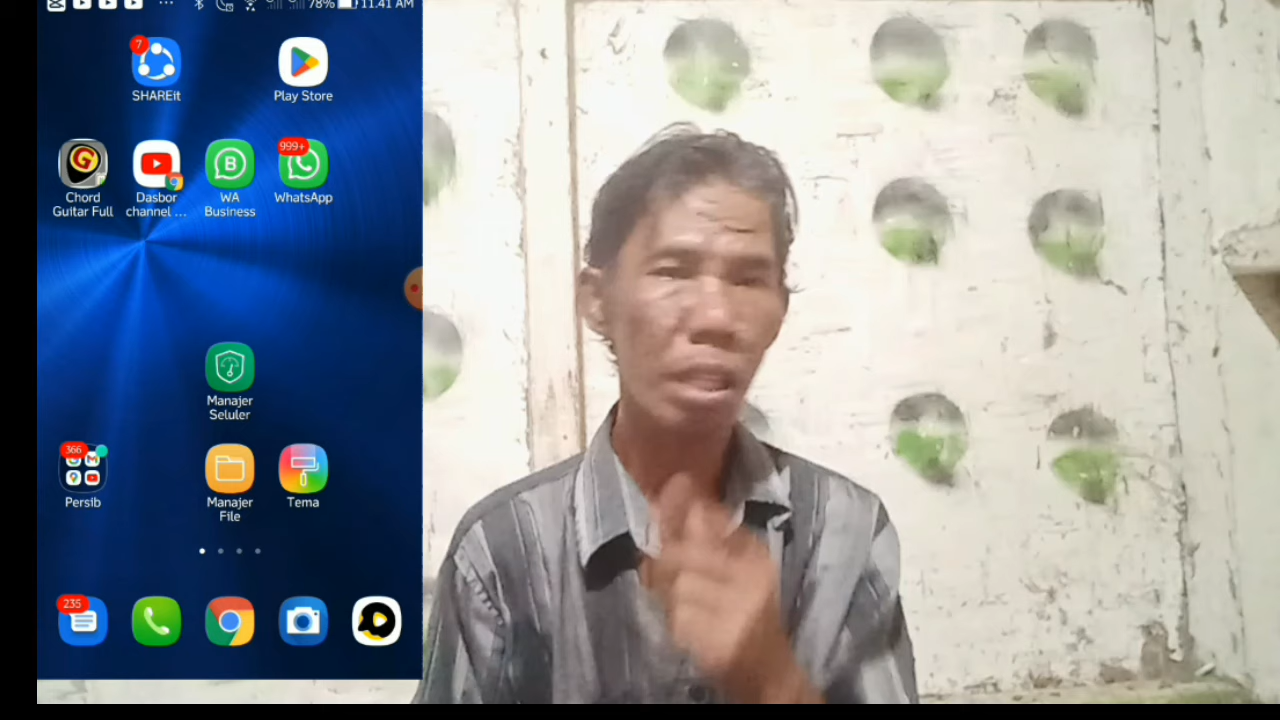 78% 11.41 AM
7
SHAREit
Play Store
999+
Chord
Guitar Full
Dasbor
channel ...
WA
Business
WhatsApp
Manajer
Seluler
366
Persib
Manajer
File
Tema
235